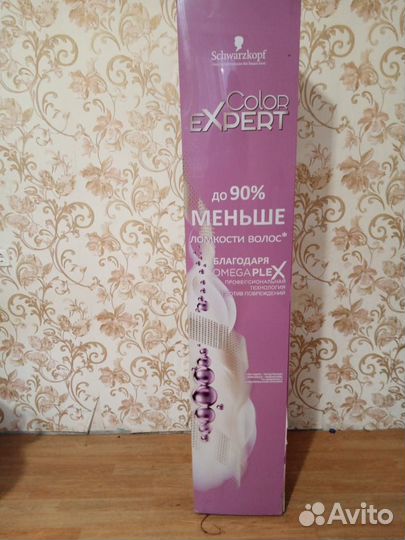 Schwarzkopf
Color
EXPERT
ДО 90%
МЕНЬШЕ
ЛОМКОСТИ ВОЛОС*
БЛАГОДАРЯ
OMEGAPLEX
ПРОФЕССИОНАЛЬНАЯ
ТЕХНОЛОГИЯ
ПРОТИВ ПОВРЕЖДЕНИЙ
Avito